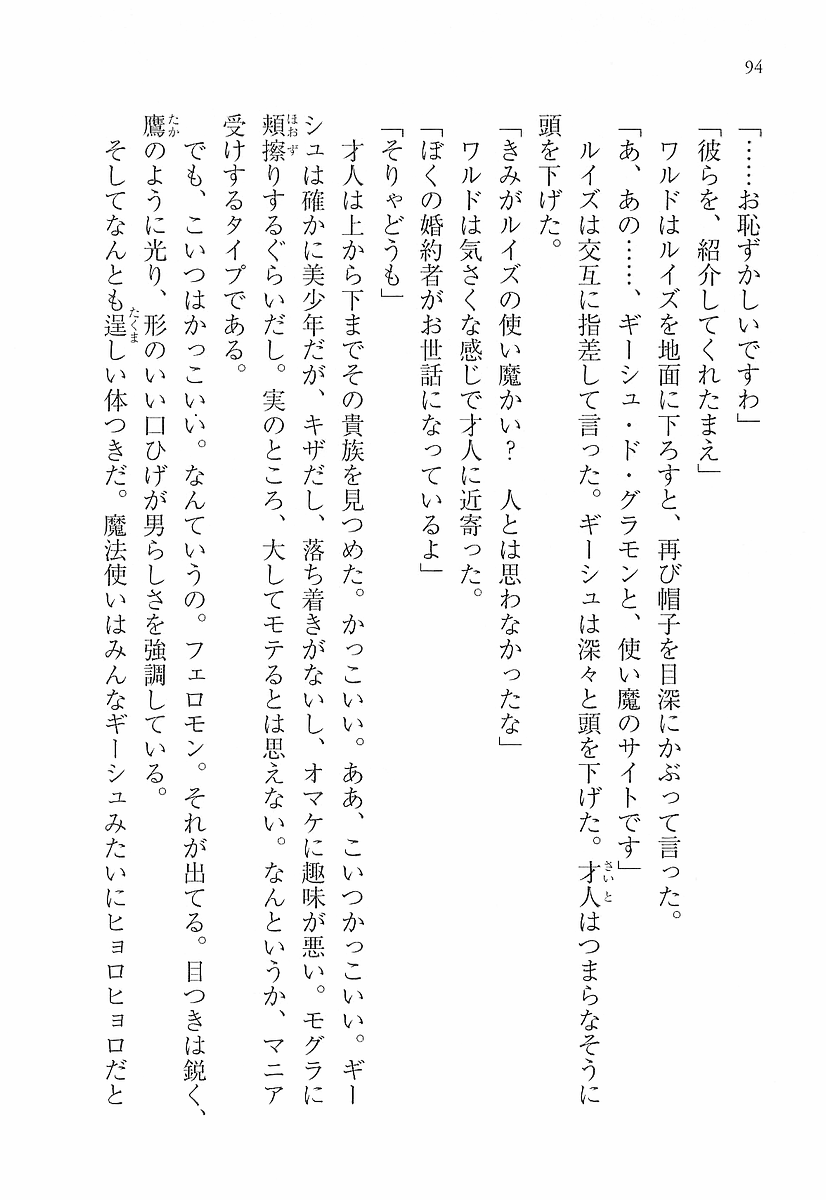 94
「……お恥ずかしいですわ」
「彼らを、紹介してくれたまえ」
　ワルドはルイズを地面に下ろすと、再び帽子を目深にかぶって言った。
「あ、あの……、ギーシュ・ド・グラモンと、使い魔のサイトです」
　ルイズは交互に指差して言った。ギーシュは深々と頭を下げた。才人はつまらなそうに
頭を下げた。
「きみがルイズの使い魔かい？　人とは思わなかったな」
　ワルドは気さくな感じで才人に近寄った。
「ぼくの婚約者がお世話になっているよ」
「そりゃどうも」
　才人は上から下までその貴族を見つめた。かっこいい。ああ、こいつかっこいい。ギー
シュは確かに美少年だが、キザだし、落ち着きがないし、オマケに趣味が悪い。モグラに
頬擦りするぐらいだし。実のところ、大してモテるとは思えない。なんというか、マニア
受けするタイプである。
　でも、こいつはかっこいい。なんていうの。フェロモン。それが出てる。目つきは鋭く、
鷹のように光り、形のいい口ひげが男らしさを強調している。
　そしてなんとも逞しい体つきだ。魔法使いはみんなギーシュみたいにヒョロヒョロだと